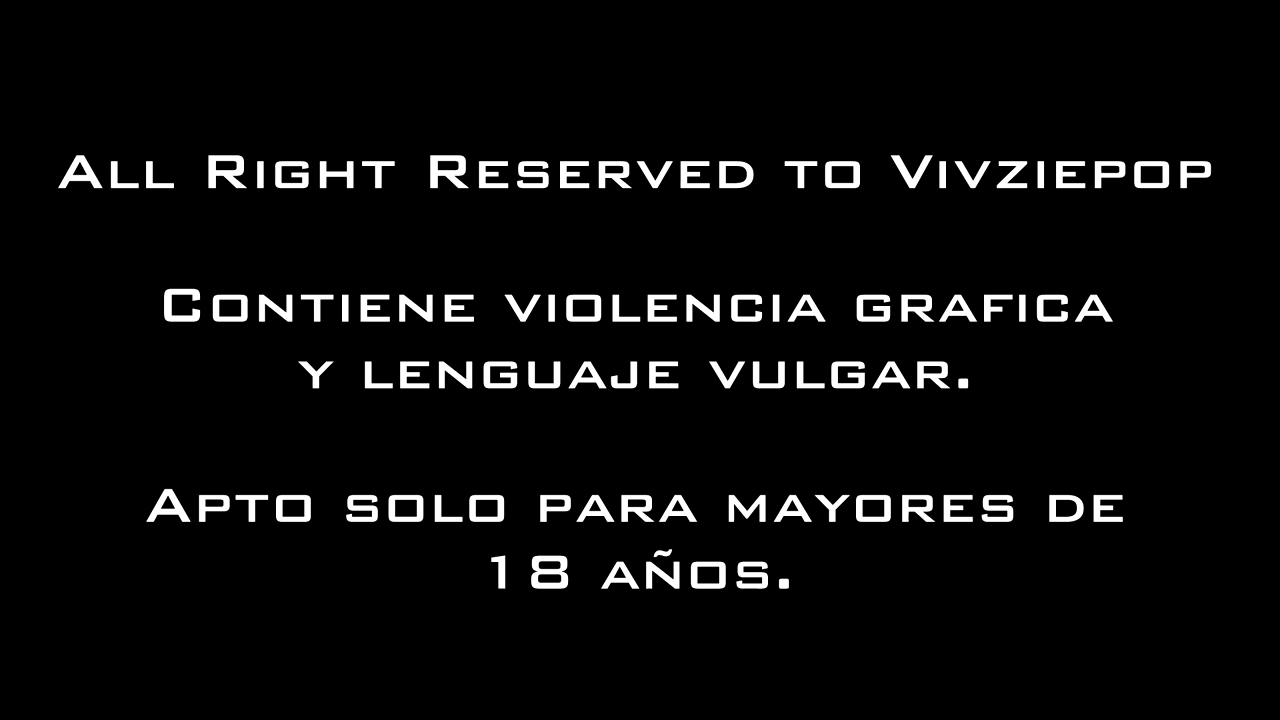 All Right Reserved to Vivziepop
Contiene violencia grafica
y lenguaje vulgar.
Apto solo para mayores de
18 años.